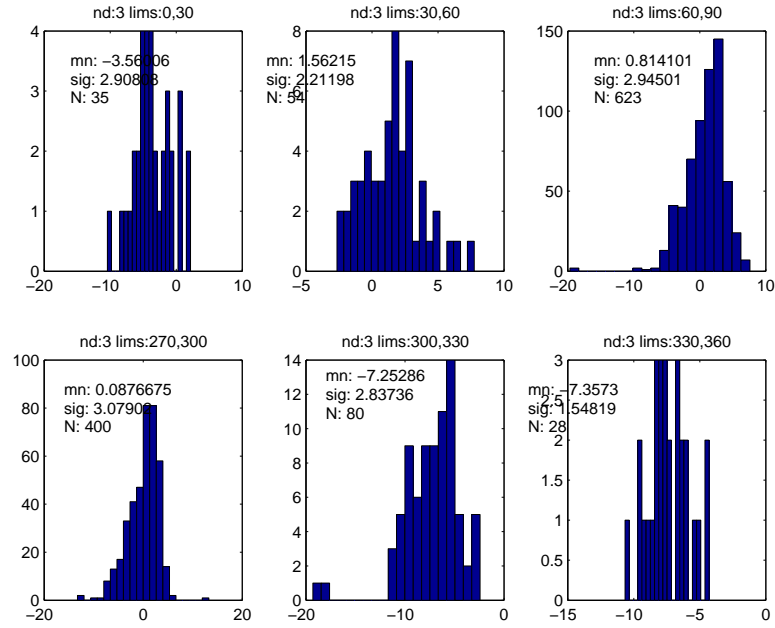 nd:3 lims:0,30
4
3
2
1
0
mn:
sig:
N: 35
−20
−10
0
10
nd:3 lims:30,60
8
6
4
2
0
mn: 1.56215
sig: 2.21198
N: 54
−5
0
5
10
nd:3 lims:60,90
150
100
50
0
mn: 0.814101
sig: 2.94501
N: 623
−20
−10
0
10
nd:3 lims:270,300
100
80
60
40
20
0
mn: 0.0876675
sig:
N: 400
−20
0
20
nd:3 lims:300,330
14
12
10
8
6
4
2
0
mn: −7.25286
sig: 2.83736
N: 80
−20
−10
0
nd:3 lims:330,360
3
2.5
2
1.5
1
0.5
0
mn: −7.3573
sig: 1.54819
N: 28
−15
−10
−5
0